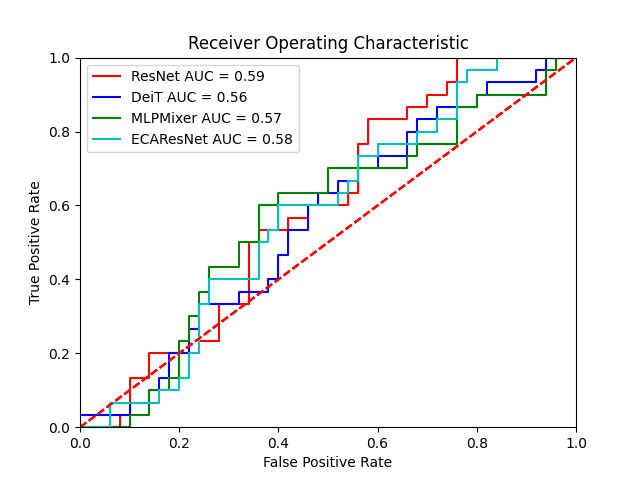 Receiver Operating Characteristic
1.0
0.8
0.6
0.4
0.2
0.0
True Positive Rate
ResNet AUC = 0.59
DeiT AUC = 0.56
MLPMixer AUC = 0.57
ECAResNet AUC = 0.58
0.0 0.2 0.4 0.6 0.8 1.0
False Positive Rate